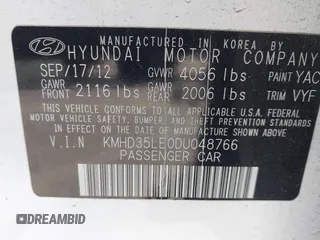 MANUFACTURED IN KOREA BY
HYUNDAI MOTOR COMPANY
SEP/17/12 GVWR 4056 lbs PAINT YAC
GAWR FRONT 2116 lbs GAWR REAR 2006 lbs TRIM VYF
THIS VEHICLE CONFORMS TO ALL APPLICABLE U.S.A FEDERAL
MOTOR VEHICLE SAFETY, BUMPER, AND THEFT PREVENTION
STANDARDS IN EFFECT ON THE DATE OF MANUFACTURE SHOWN ABOVE.
V.I.N KMHD35LE0DU048766
PASSENGER CAR
DREAMBID